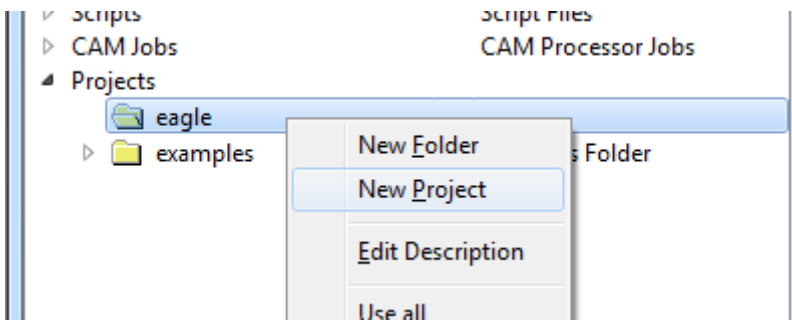 Scripts Script Files
CAM Jobs CAM Processor Jobs
Projects
eagle
examples s Folder
New Folder
New Project
Edit Description
Use all